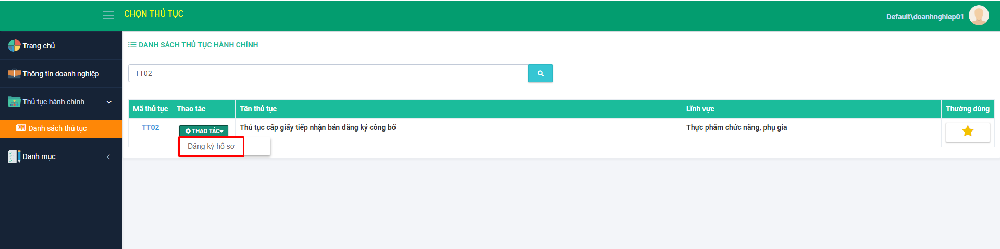 CHỌN THỦ TỤC
Default\doanhnghiep01
Trang chủ
Thông tin doanh nghiệp
Thủ tục hành chính
Danh sách thủ tục
Danh mục
DANH SÁCH THỦ TỤC HÀNH CHÍNH
TT02
Mã thủ tục Thao tác Tên thủ tục Lĩnh vực Thường dùng
TT02 THAO TÁC Thủ tục cấp giấy tiếp nhận bản đăng ký công bố Thực phẩm chức năng, phụ gia
Đăng ký hồ sơ